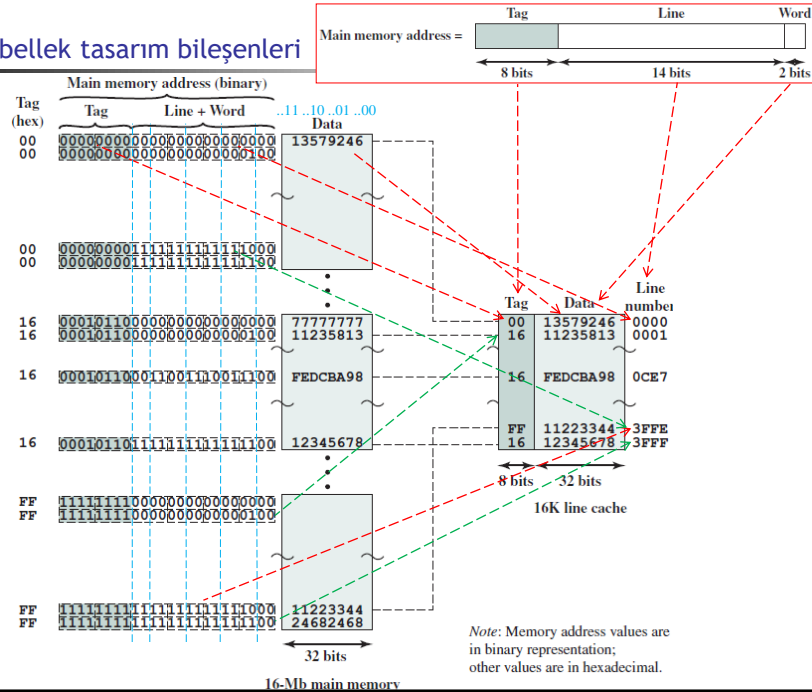 bellek tasarım bileşenleri
Tag Line Word
Main memory address =
8 bits 14 bits 2 bits
Main memory address (binary)
Tag (hex) Tag Line + Word ..11 ..10 ..01 ..00
Data
00 000000000000000000000000 13579246
00 000000000000000000000100
00 000000001111111111111000
00 000000001111111111111100
Line
Tag Data number
16 000101100000000000000000 77777777 00 13579246 0000
16 000101100000000000000100 11235813 16 11235813 0001
16 000101100011001110011100 FEDCBA98 16 FEDCBA98 0CE7
FF 11223344 3FFE
16 000101101111111111111100 12345678 16 12345678 3FFF
8 bits 32 bits
FF 111111110000000000000000
FF 111111110000000000000100
16K line cache
FF 111111111111111111111000 11223344
FF 111111111111111111111100 24682468
32 bits
16-Mb main memory
Note: Memory address values are
in binary representation;
other values are in hexadecimal.